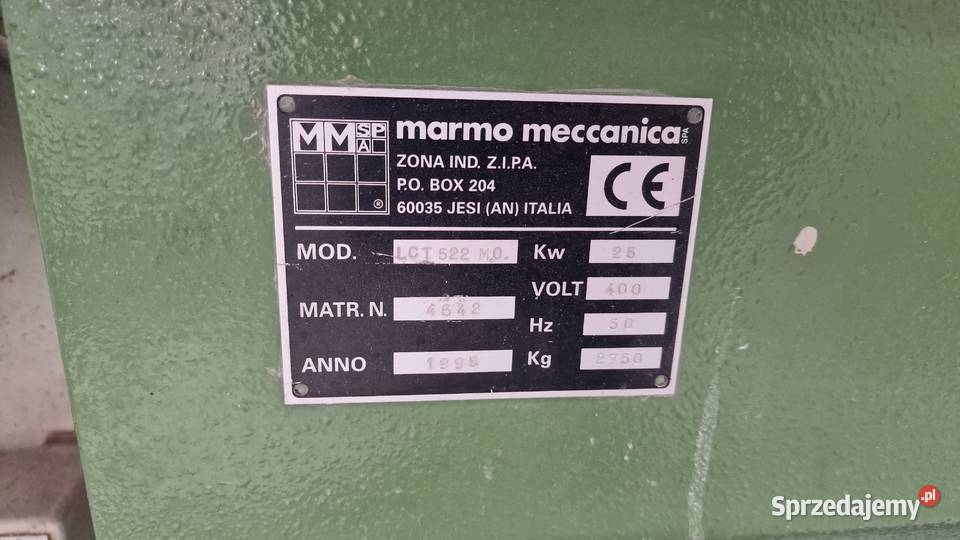 MM SPA ®
marmo meccanica SPA
ZONA IND. Z.I.P.A.
P.O. BOX 204
60035 JESI (AN) ITALIA
CE
MOD. LCT 522 MO. Kw 25
VOLT 400
MATR. N. 4642
Hz 50
ANNO
Kg 2750
Sprzedajemy.pl